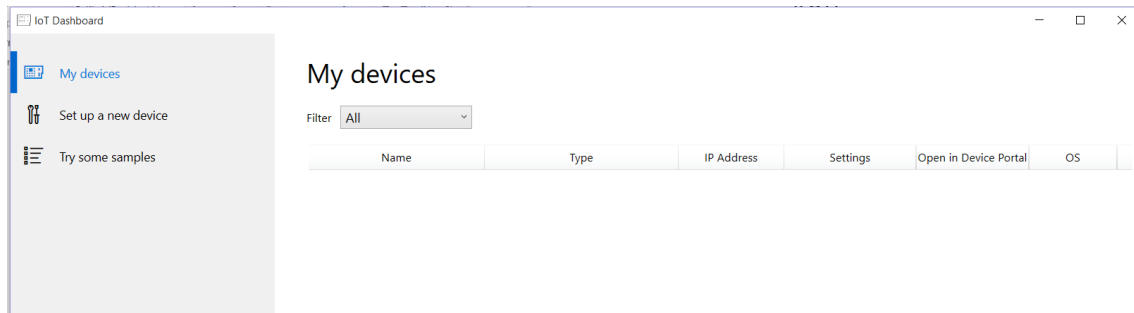 IoT Dashboard
My devices
Set up a new device
Try some samples
My devices
Filter All
Name Type IP Address Settings Open in Device Portal OS